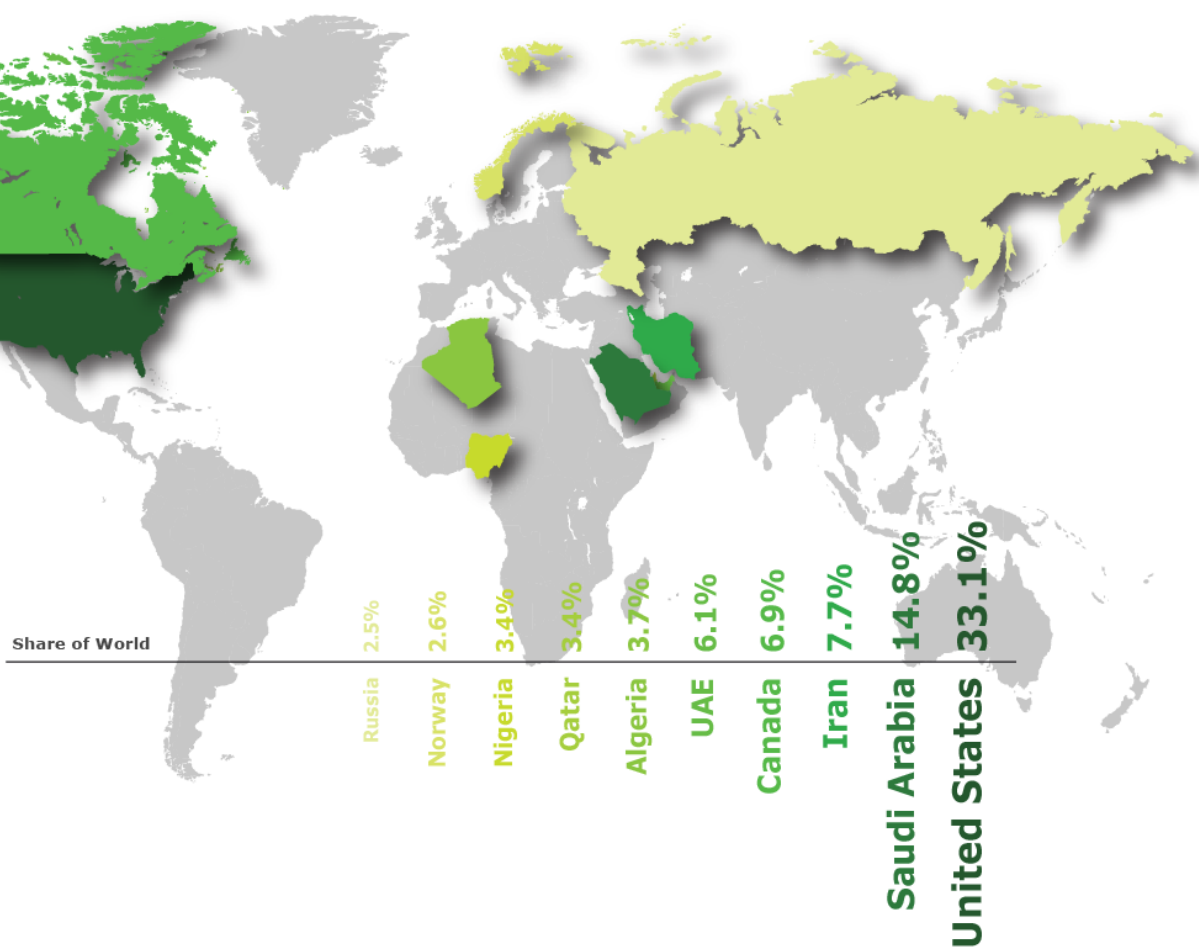 Share of World
2.5%
2.6%
3.4%
3.4%
3.7%
6.1%
6.9%
7.7%
14.8%
33.1%
Russia
Norway
Nigeria
Qatar
Algeria
UAE
Canada
Iran
Saudi Arabia
United States